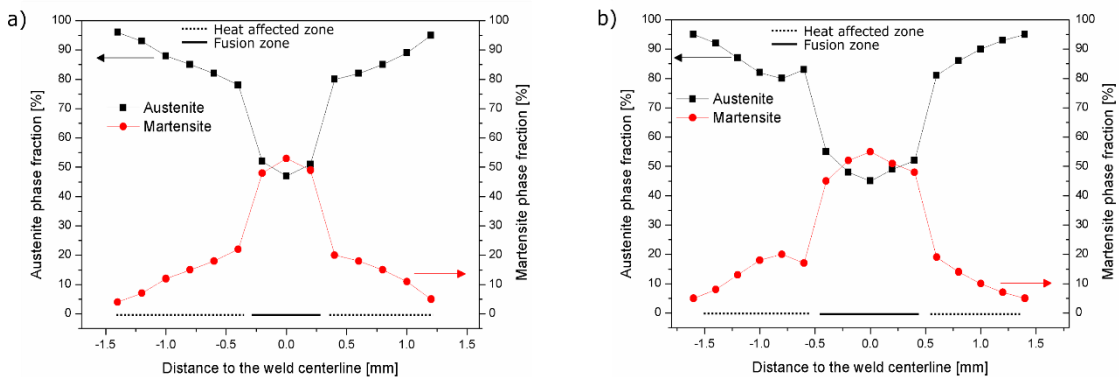 a)
Heat affected zone
Fusion zone
Austenite
Martensite
Austenite phase fraction [%]
100
90
80
70
60
50
40
30
20
10
0
Martensite phase fraction [%]
100
90
80
70
60
50
40
30
20
10
0
-1.5 -1.0 -0.5 0.0 0.5 1.0 1.5
Distance to the weld centerline [mm]
b)
Heat affected zone
Fusion zone
Austenite
Martensite
Austenite phase fraction [%]
100
90
80
70
60
50
40
30
20
10
0
Martensite phase fraction [%]
100
90
80
70
60
50
40
30
20
10
0
-1.5 -1.0 -0.5 0.0 0.5 1.0 1.5
Distance to the weld centerline [mm]